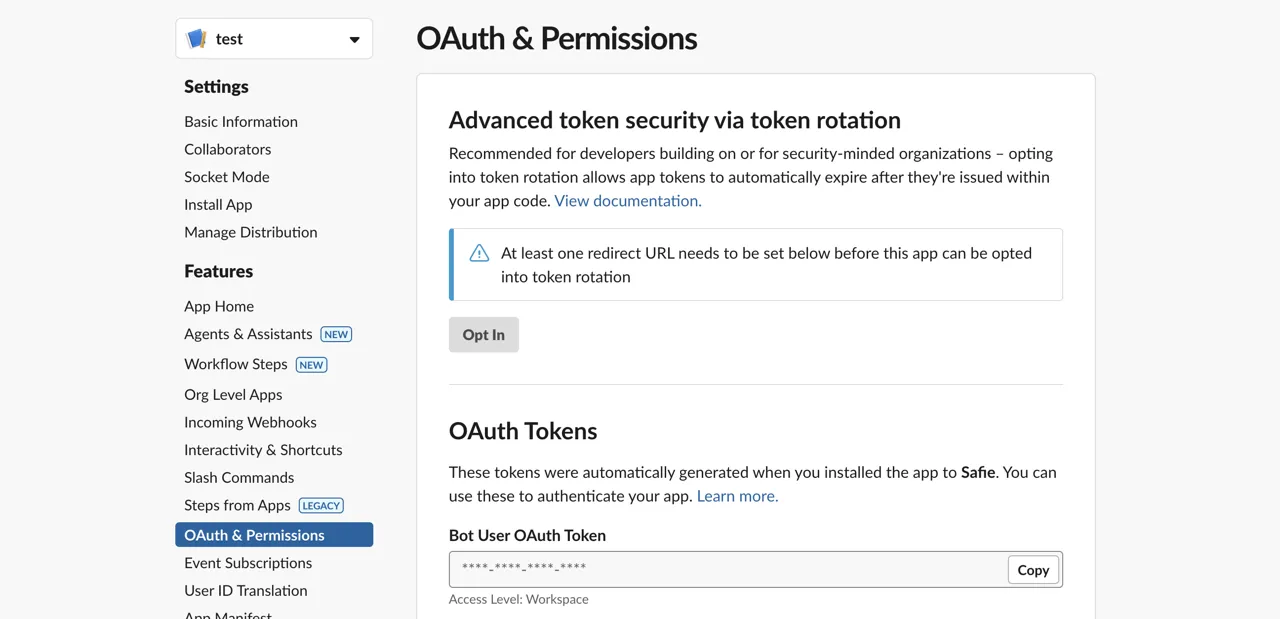 test
Settings
Basic Information
Collaborators
Socket Mode
Install App
Manage Distribution
Features
App Home
Agents & Assistants NEW
Workflow Steps NEW
Org Level Apps
Incoming Webhooks
Interactivity & Shortcuts
Slash Commands
Steps from Apps LEGACY
OAuth & Permissions
Event Subscriptions
User ID Translation
App Manifest
OAuth & Permissions
Advanced token security via token rotation
Recommended for developers building on or for security-minded organizations – opting
into token rotation allows app tokens to automatically expire after they're issued within
your app code. View documentation.
At least one redirect URL needs to be set below before this app can be opted
into token rotation
Opt In
OAuth Tokens
These tokens were automatically generated when you installed the app to Safie. You can
use these to authenticate your app. Learn more.
Bot User OAuth Token
****-****-****-****
Copy
Access Level: Workspace